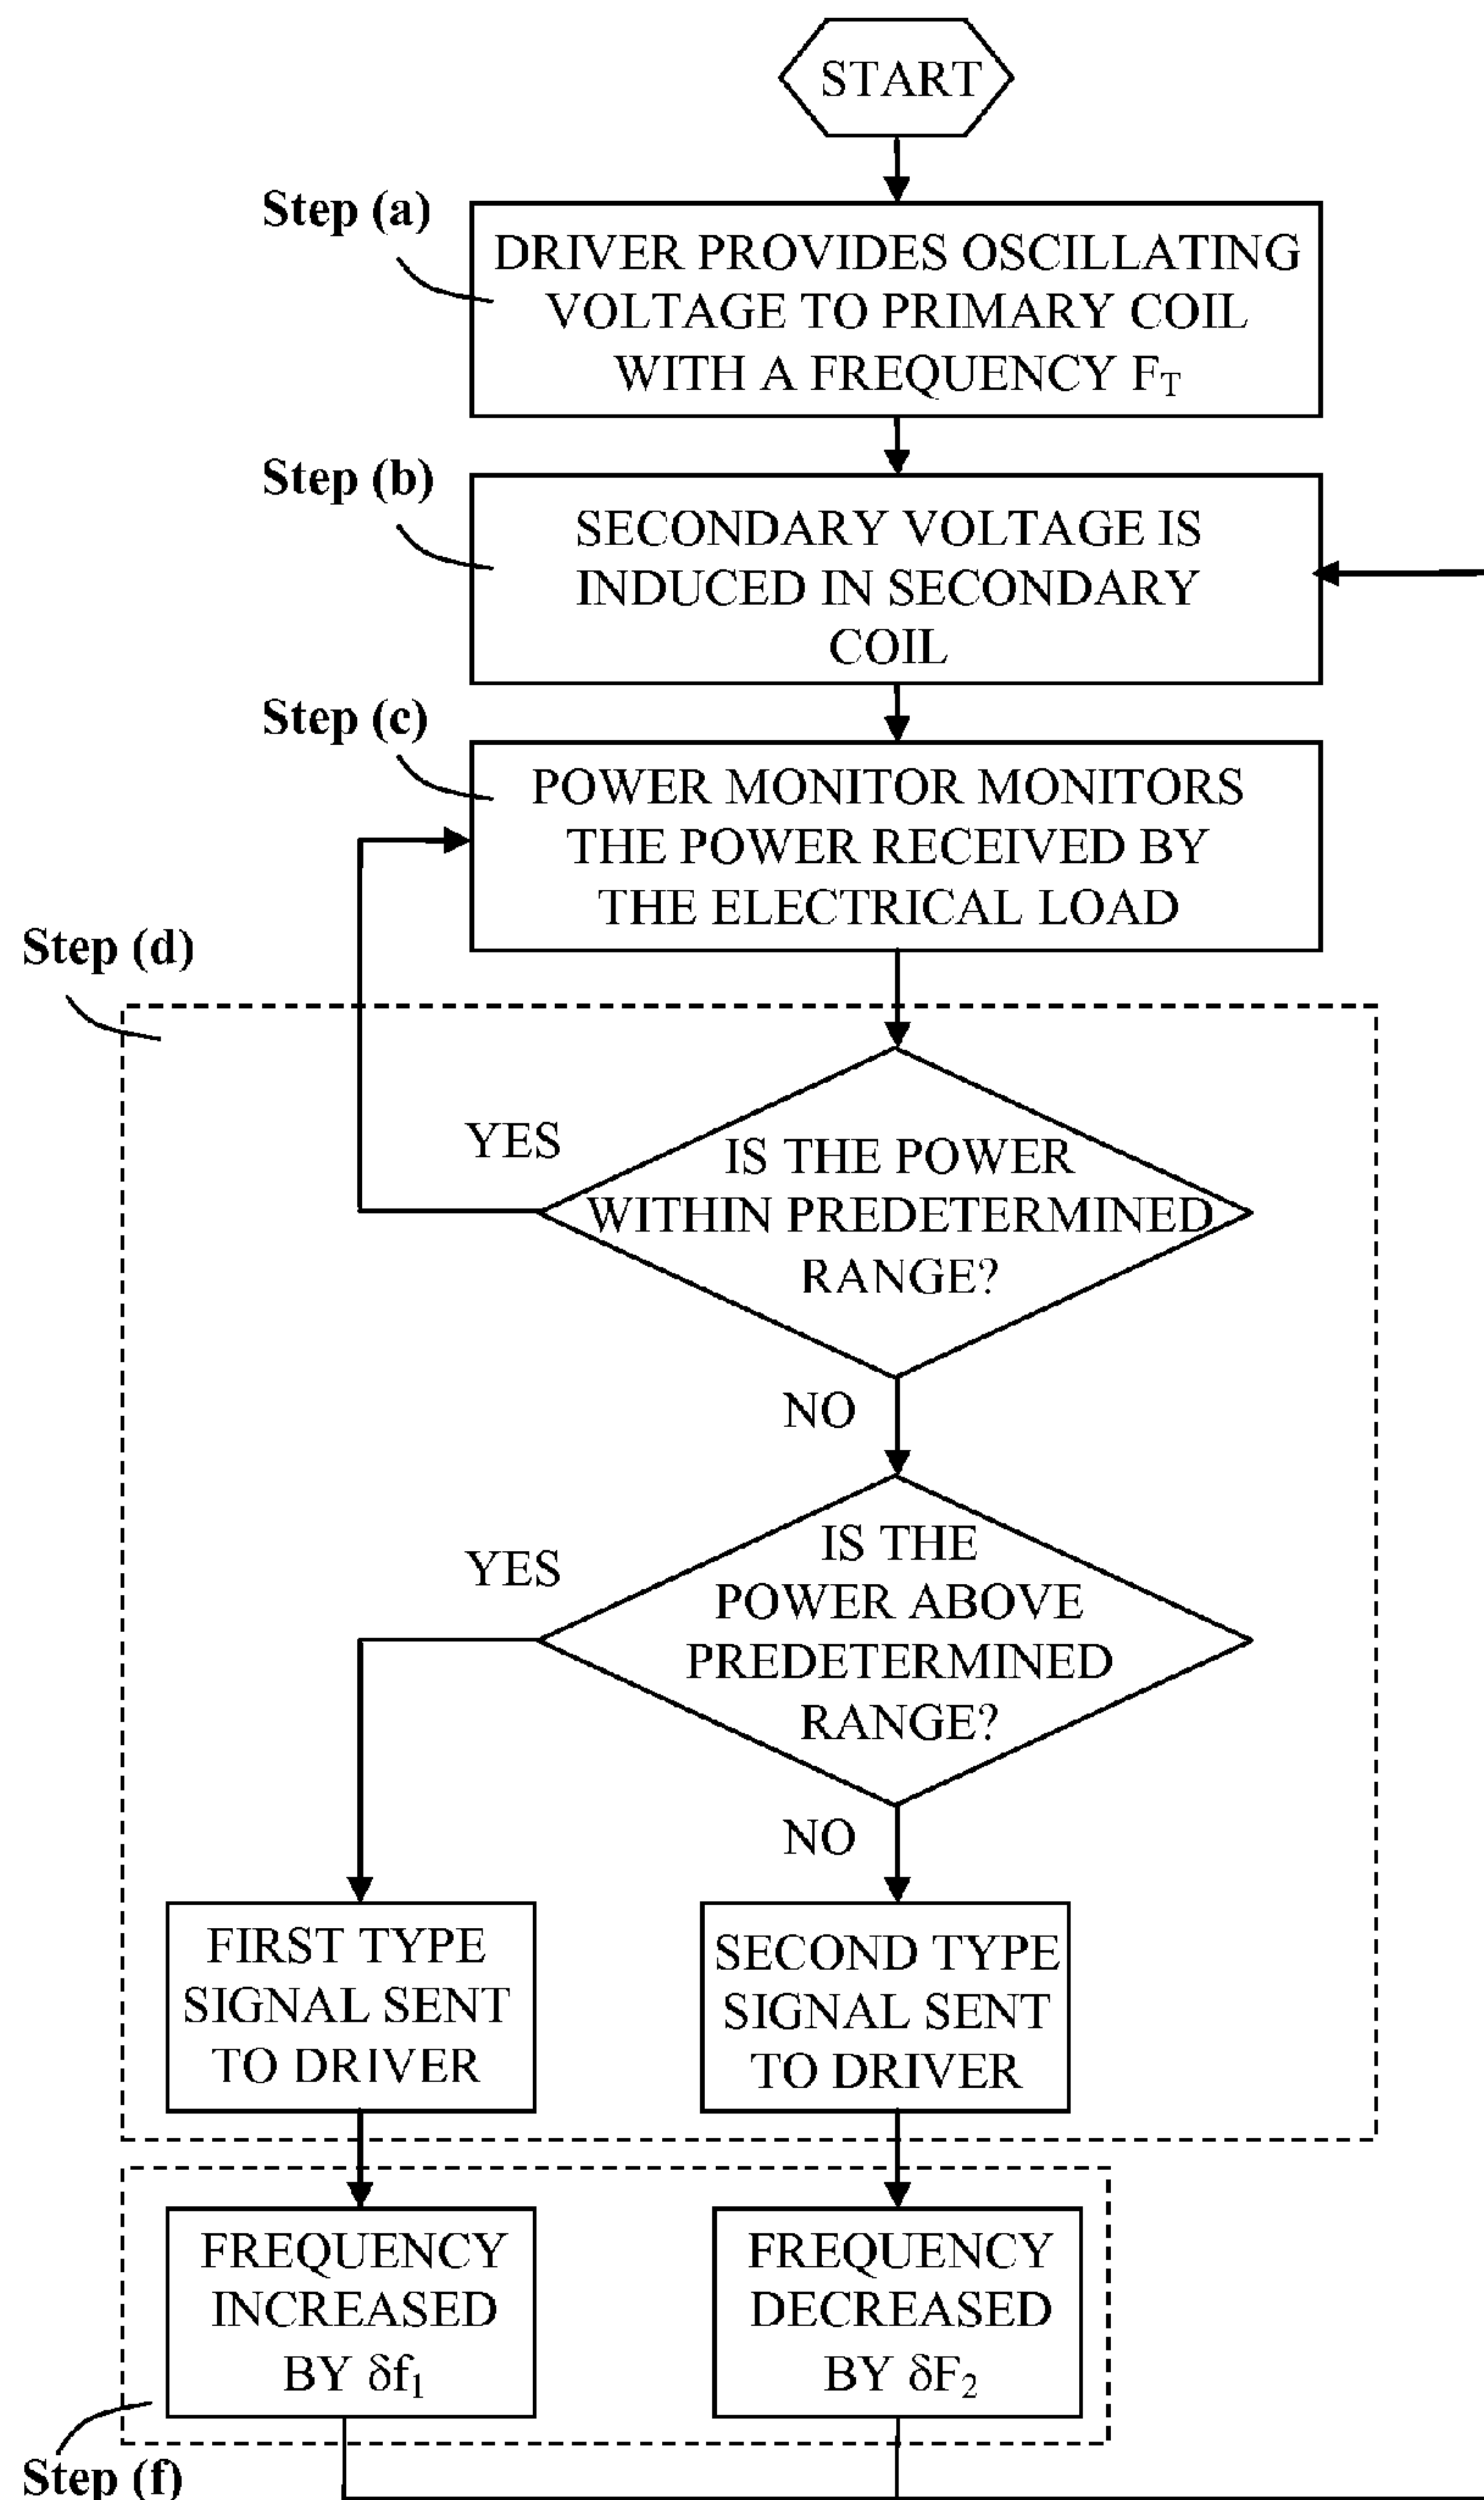 START
Step (a)
DRIVER PROVIDES OSCILLATING
VOLTAGE TO PRIMARY COIL
WITH A FREQUENCY F_T
Step (b)
SECONDARY VOLTAGE IS
INDUCED IN SECONDARY
COIL
Step (c)
POWER MONITOR MONITORS
THE POWER RECEIVED BY
THE ELECTRICAL LOAD
Step (d)
YES
IS THE POWER
WITHIN PREDETERMINED
RANGE?
NO
YES
IS THE
POWER ABOVE
PREDETERMINED
RANGE?
NO
FIRST TYPE
SIGNAL SENT
TO DRIVER
SECOND TYPE
SIGNAL SENT
TO DRIVER
FREQUENCY
INCREASED
BY δf₁
FREQUENCY
DECREASED
BY δF₂
Step (f)